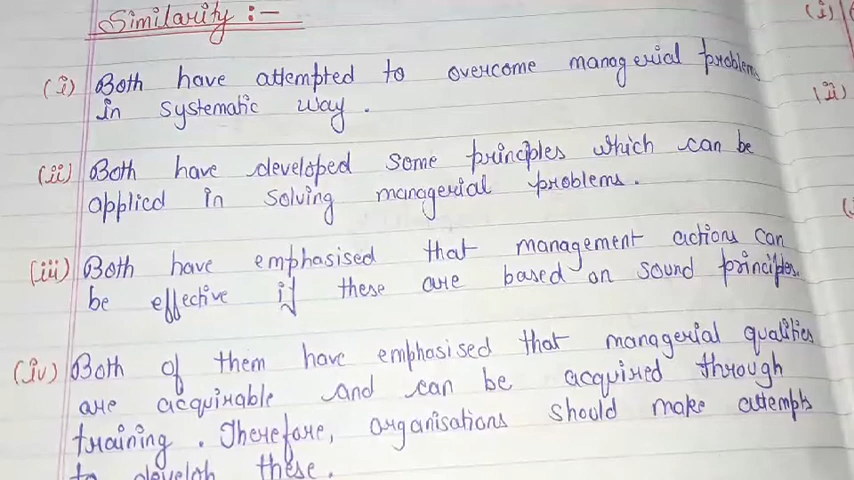 Similarity :-
(i) Both have attempted to overcome managerial problems
in systematic way.
(ii) Both have developed some principles which can be
applied in solving managerial problems.
(iii) Both have emphasised that management actions can
be effective if these are based on sound principles.
(iv) Both of them have emphasised that managerial qualities
are acquirable and can be acquired through
training. Therefore, organisations should make attempts
to develop these.
(i)
(ii)